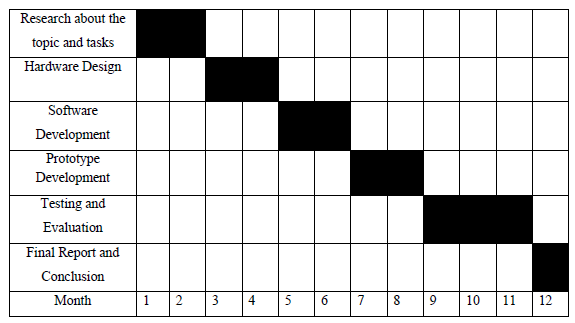 Research about the
topic and tasks
Hardware Design
Software
Development
Prototype
Development
Testing and
Evaluation
Final Report and
Conclusion
Month 1 2 3 4 5 6 7 8 9 10 11 12